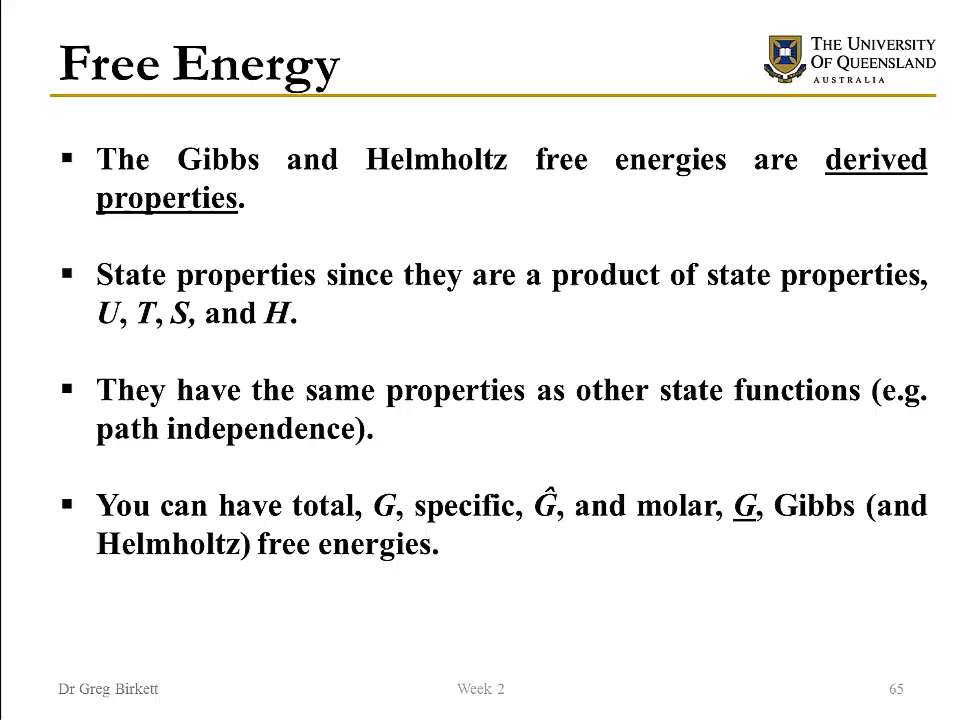 Free Energy
THE UNIVERSITY
OF QUEENSLAND
AUSTRALIA
▪ The Gibbs and Helmholtz free energies are derived
properties.
▪ State properties since they are a product of state properties,
U, T, S, and H.
▪ They have the same properties as other state functions (e.g.
path independence).
▪ You can have total, G, specific, Ĝ, and molar, G, Gibbs (and
Helmholtz) free energies.
Dr Greg Birkett
Week 2
65